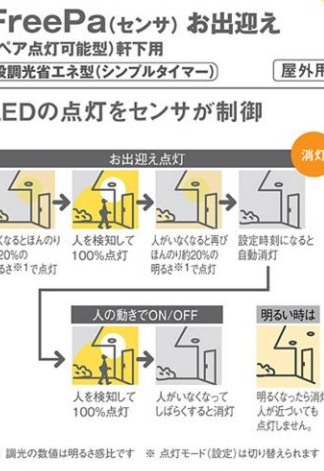 FreePa(センサ) お出迎え
ペア点灯可能型) 軒下用
段調光省エネ型(シンプルタイマー)
屋外用
LEDの点灯をセンサが制御
お出迎え点灯
消灯
くなるとほんのり
20%の
明るさ※1で点灯
人を検知して
100%点灯
人がいなくなると再び
ほんのり約20%の
明るさ※1で点灯
設定時刻になると
自動消灯
人の動きでON/OFF
明るい時は
人を検知して
100%点灯
人がいなくなって
しばらくすると消灯
明るくなったら消灯
人が近づいても
点灯しません。
調光の数値は明るさ感比です ※ 点灯モード(設定)は切り替えられます